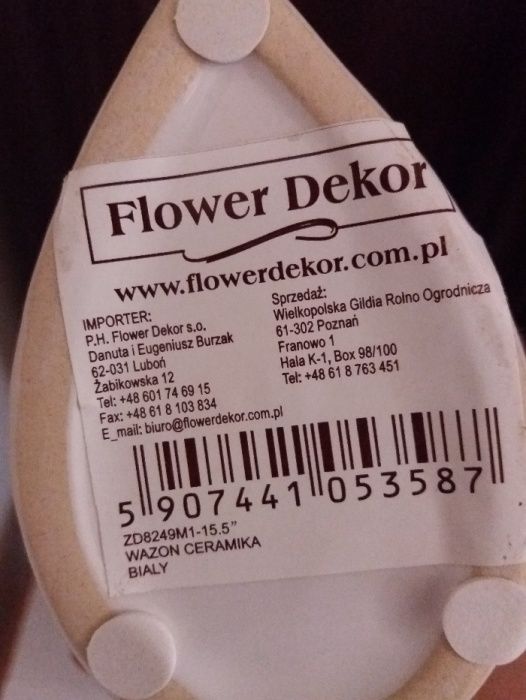 Flower Dekor
www.flowerdekor.com.pl
IMPORTER:
P.H. Flower Dekor s.o.
Danuta i Eugeniusz Burzak
62-031 Luboń
Żabikowska 12
Tel: +48 601 74 69 15
Fax: +48 61 8 103 834
E_mail: biuro@flowerdekor.com.pl
Sprzedaż:
Wielkopolska Gildia Rolno Ogrodnicza
61-302 Poznań
Franowo 1
Hala K-1, Box 98/100
Tel: +48 61 8 763 451
5 907441 053587
ZD8249M1-15.5"
WAZON CERAMIKA
BIALY